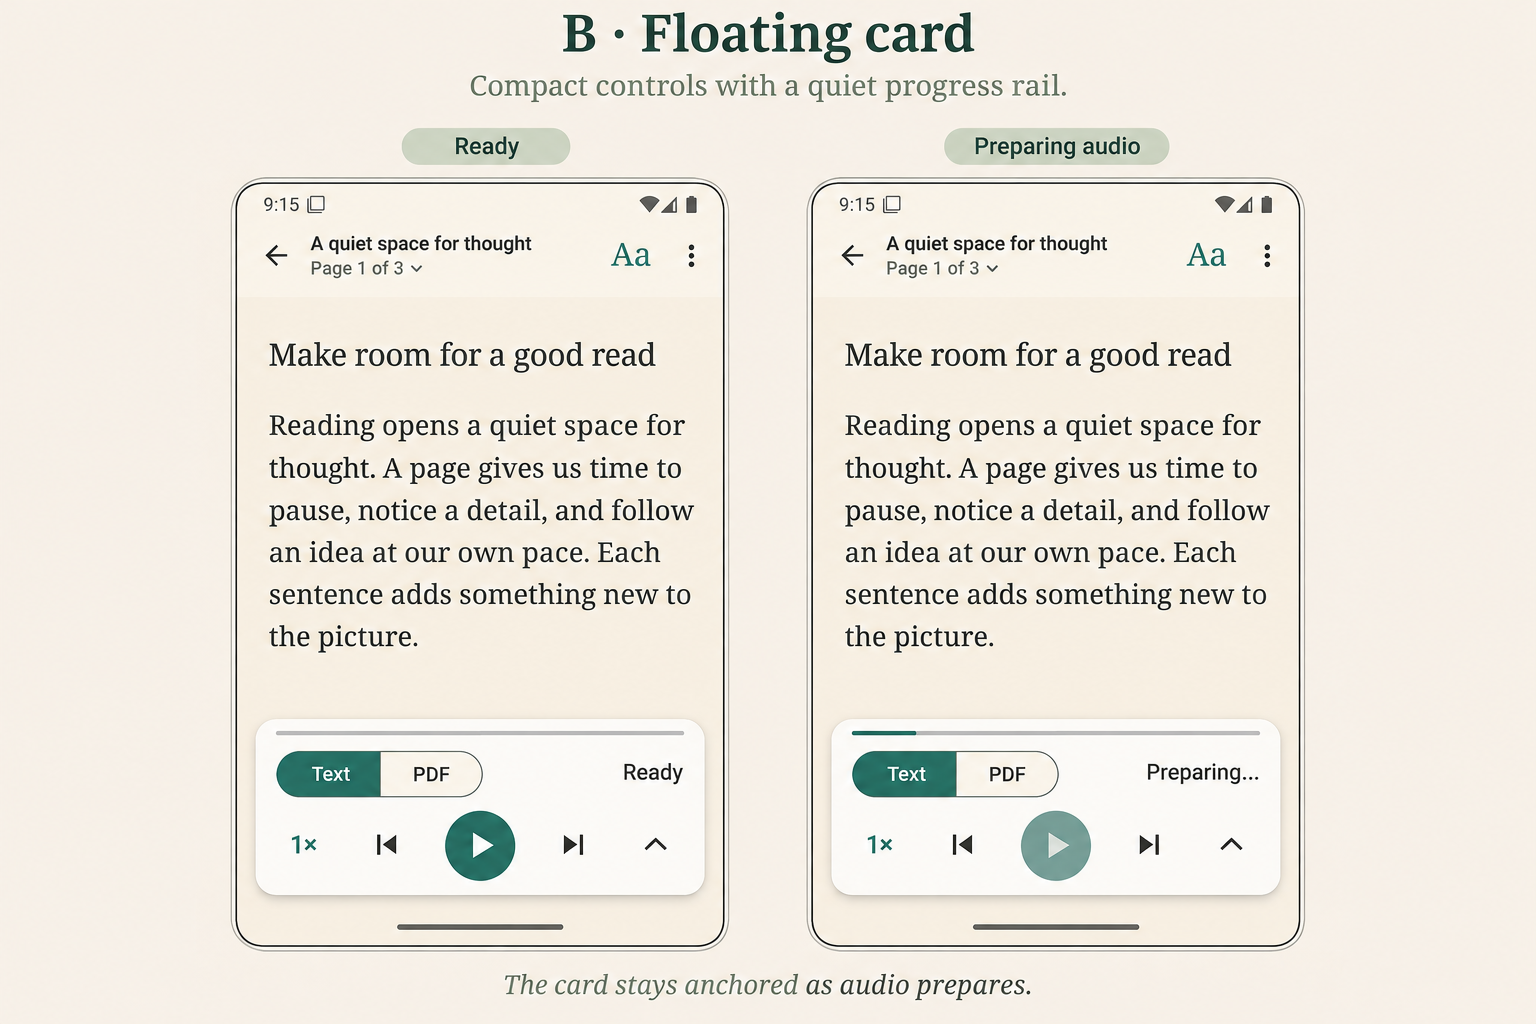 B · Floating card
Compact controls with a quiet progress rail.
Ready
9:15
A quiet space for thought
Page 1 of 3
Aa
Make room for a good read
Reading opens a quiet space for
thought. A page gives us time to
pause, notice a detail, and follow
an idea at our own pace. Each
sentence adds something new to
the picture.
Text
PDF
Ready
1×
Preparing audio
9:15
A quiet space for thought
Page 1 of 3
Aa
Make room for a good read
Reading opens a quiet space for
thought. A page gives us time to
pause, notice a detail, and follow
an idea at our own pace. Each
sentence adds something new to
the picture.
Text
PDF
Preparing...
1×
The card stays anchored as audio prepares.